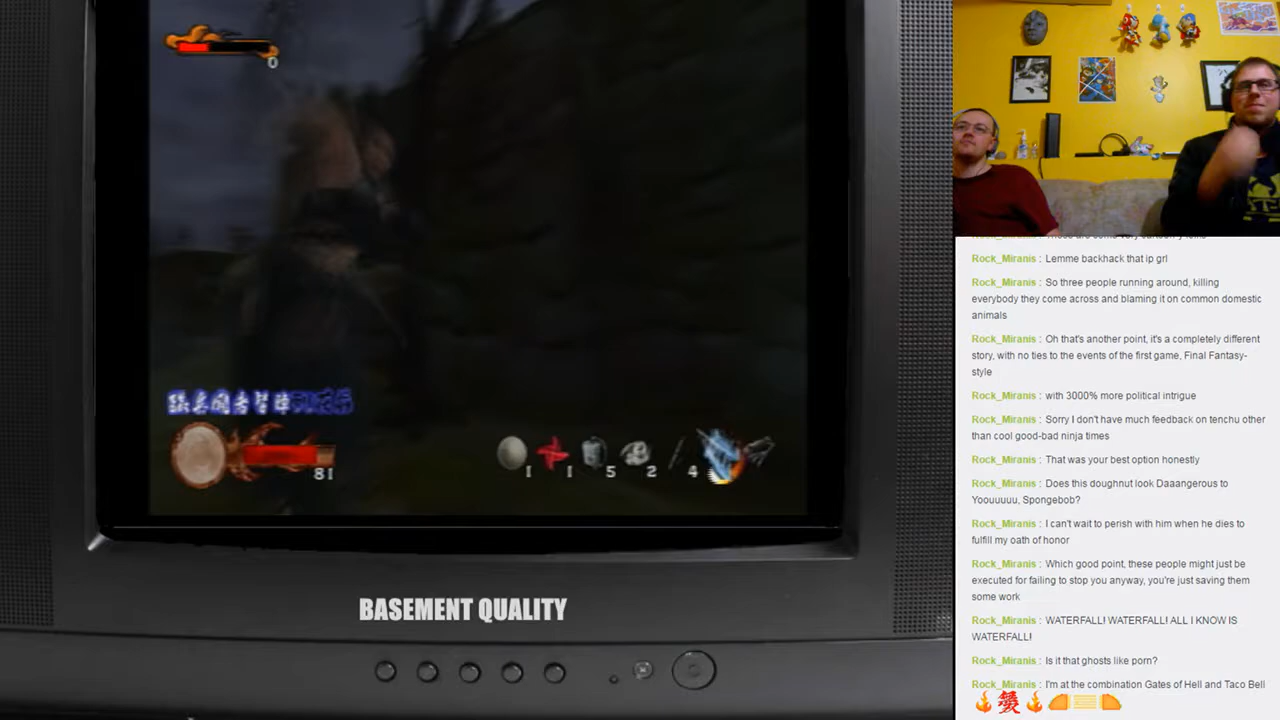 0
81
1
1
5
2
4
BASEMENT QUALITY
Rock_Miranis : Lemme backhack that ip grl
Rock_Miranis : So three people running around, killing
everybody they come across and blaming it on common domestic
animals
Rock_Miranis : Oh that's another point, it's a completely different
story, with no ties to the events of the first game, Final Fantasy-
style
Rock_Miranis : with 3000% more political intrigue
Rock_Miranis : Sorry I don't have much feedback on tenchu other
than cool good-bad ninja times
Rock_Miranis : That was your best option honestly
Rock_Miranis : Does this doughnut look Daaangerous to
Yoouuuuu, Spongebob?
Rock_Miranis : I can't wait to perish with him when he dies to
fulfill my oath of honor
Rock_Miranis : Which good point, these people might just be
executed for failing to stop you anyway, you're just saving them
some work
Rock_Miranis : WATERFALL! WATERFALL! ALL I KNOW IS
WATERFALL!
Rock_Miranis : Is it that ghosts like porn?
Rock_Miranis : I'm at the combination Gates of Hell and Taco Bell